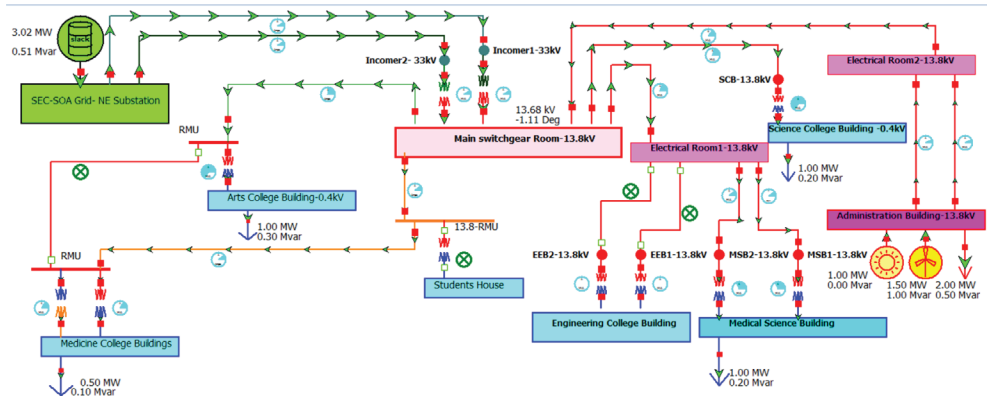 3.02 MW
0.51 Mvar
slack
SEC-SOA Grid- NE Substation
Incomer2- 33kV
Incomer1-33kV
13.68 kV
-1.11 Deg
Main switchgear Room-13.8kV
SCB-13.8kV
Electrical Room2-13.8kV
Science College Building -0.4kV
1.00 MW
0.20 Mvar
Electrical Room1-13.8kV
RMU
Arts College Building-0.4kV
1.00 MW
0.30 Mvar
13.8-RMU
Students House
RMU
Medicine College Buildings
0.50 MW
0.10 Mvar
EEB2-13.8kV
EEB1-13.8kV
MSB2-13.8kV
MSB1-13.8kV
Engineering College Building
Medical Science Building
1.00 MW
0.20 Mvar
Administration Building-13.8kV
1.00 MW
0.00 Mvar
1.50 MW
1.00 Mvar
2.00 MW
0.50 Mvar